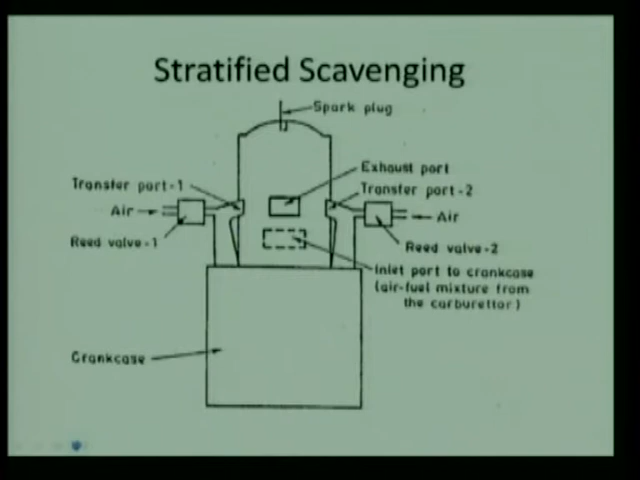 Stratified Scavenging
Spark plug
Exhaust port
Transfer port-1
Transfer port-2
Air
Air
Reed valve-1
Reed valve-2
Inlet port to crankcase
(air-fuel mixture from
the carburettor)
Crankcase